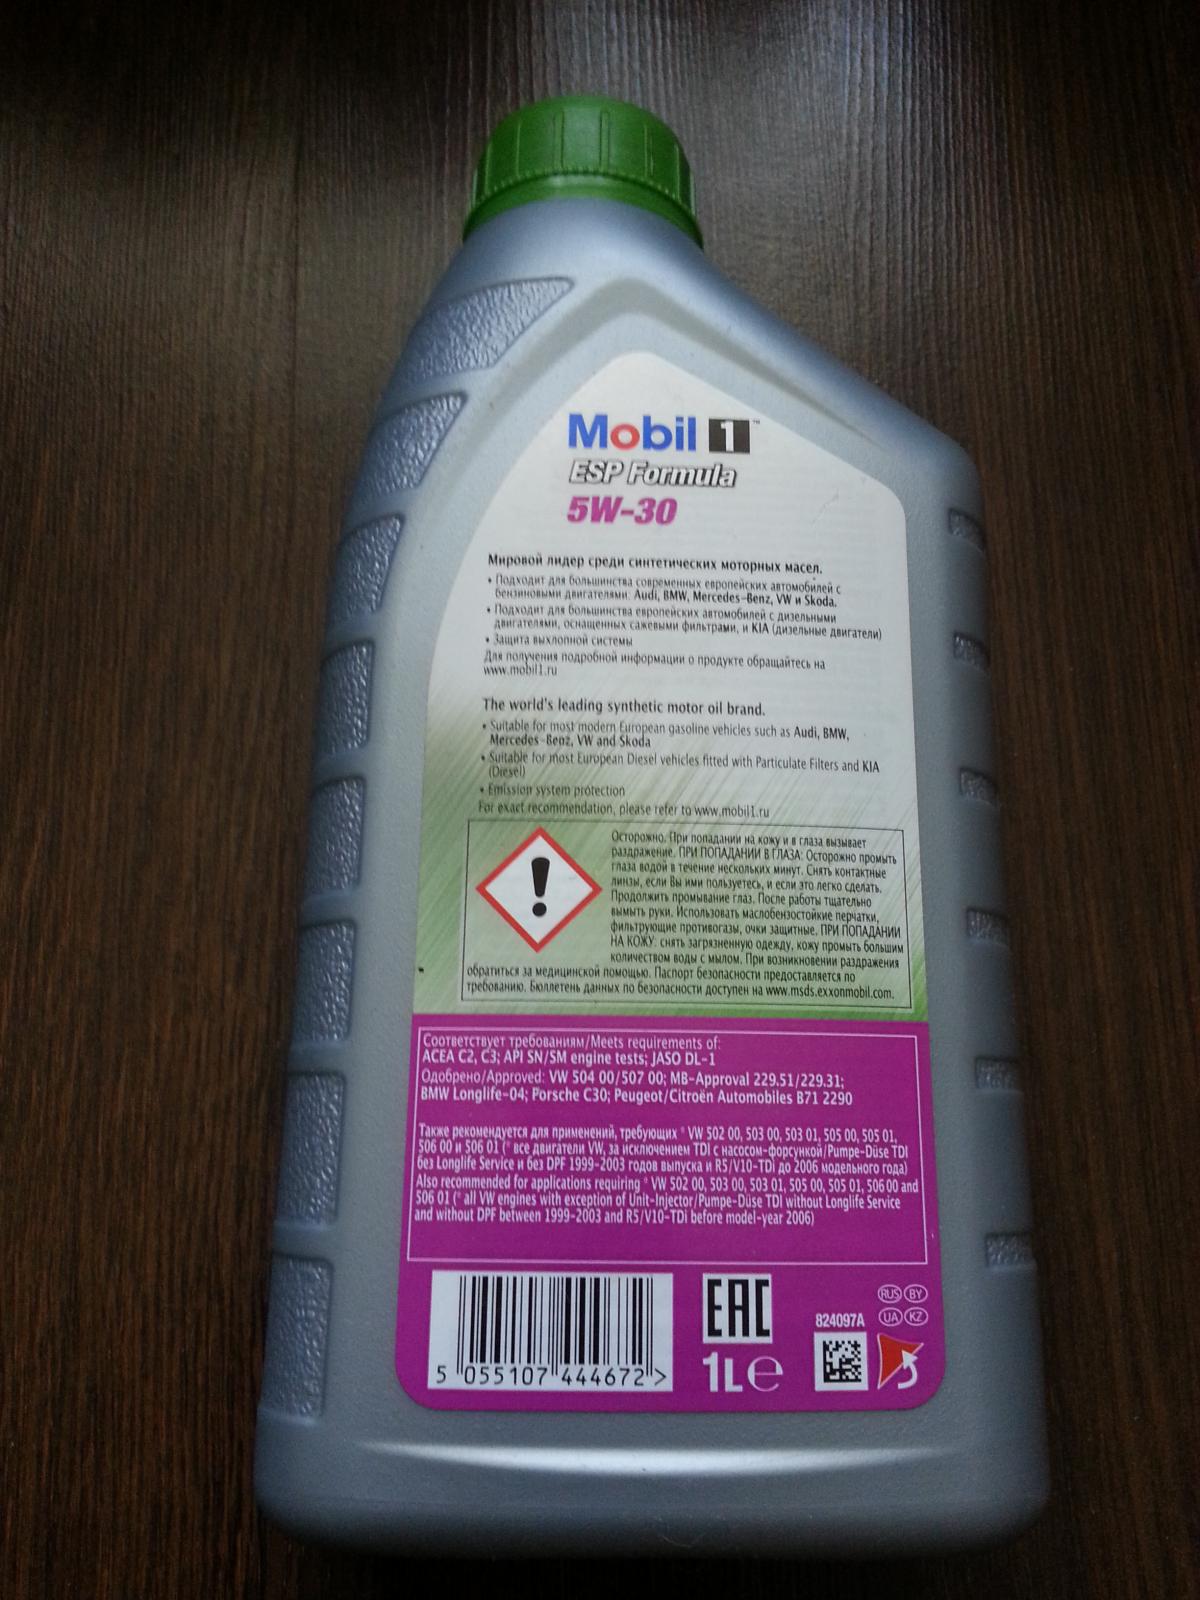 Mobil 1™
ESP Formula
5W-30
Мировой лидер среди синтетических моторных масел.
• Подходит для большинства современных европейских автомобилей с
бензиновыми двигателями: Audi, BMW, Mercedes-Benz, VW и Skoda.
• Подходит для большинства европейских автомобилей с дизельными
двигателями, оснащенных сажевыми фильтрами, и KIA (дизельные двигатели)
• Защита выхлопной системы
Для получения подробной информации о продукте обращайтесь на
www.mobil1.ru
The world's leading synthetic motor oil brand.
• Suitable for most modern European gasoline vehicles such as Audi, BMW,
Mercedes-Benz, VW and Skoda
• Suitable for most European Diesel vehicles fitted with Particulate Filters and KIA
(Diesel)
• Emission system protection
For exact recommendation, please refer to www.mobil1.ru
Осторожно. При попадании на кожу и в глаза вызывает
раздражение. ПРИ ПОПАДАНИИ В ГЛАЗА: Осторожно промыть
глаза водой в течение нескольких минут. Снять контактные
линзы, если Вы ими пользуетесь, и если это легко сделать.
Продолжить промывание глаз. После работы тщательно
вымыть руки. Использовать маслобензостойкие перчатки,
фильтрующие противогазы, очки защитные. ПРИ ПОПАДАНИИ
НА КОЖУ: снять загрязненную одежду, кожу промыть большим
количеством воды с мылом. При возникновении раздражения
обратиться за медицинской помощью. Паспорт безопасности предоставляется по
требованию. Бюллетень данных по безопасности доступен на www.msds.exxonmobil.com.
Соответствует требованиям/Meets requirements of:
ACEA C2, C3; API SN/SM engine tests; JASO DL-1
Одобрено/Approved: VW 504 00/507 00; MB-Approval 229.51/229.31;
BMW Longlife-04; Porsche C30; Peugeot/Citroën Automobiles B71 2290
Также рекомендуется для применений, требующих * VW 502 00, 503 00, 503 01, 505 00, 505 01,
506 00 и 506 01 (* все двигатели VW, за исключением TDI с насосом-форсункой/Pumpe-Düse TDI
без Longlife Service и без DPF 1999-2003 годов выпуска и R5/V10-TDi до 2006 модельного года)
Also recommended for applications requiring * VW 502 00, 503 00, 503 01, 505 00, 505 01, 506 00 and
506 01 (* all VW engines with exception of Unit-Injector/Pumpe-Düse TDI without Longlife Service
and without DPF between 1999-2003 and R5/V10-TDi before model-year 2006)
EAC
RUS BY
824097A
UA KZ
5 055107 444672 >
1L e